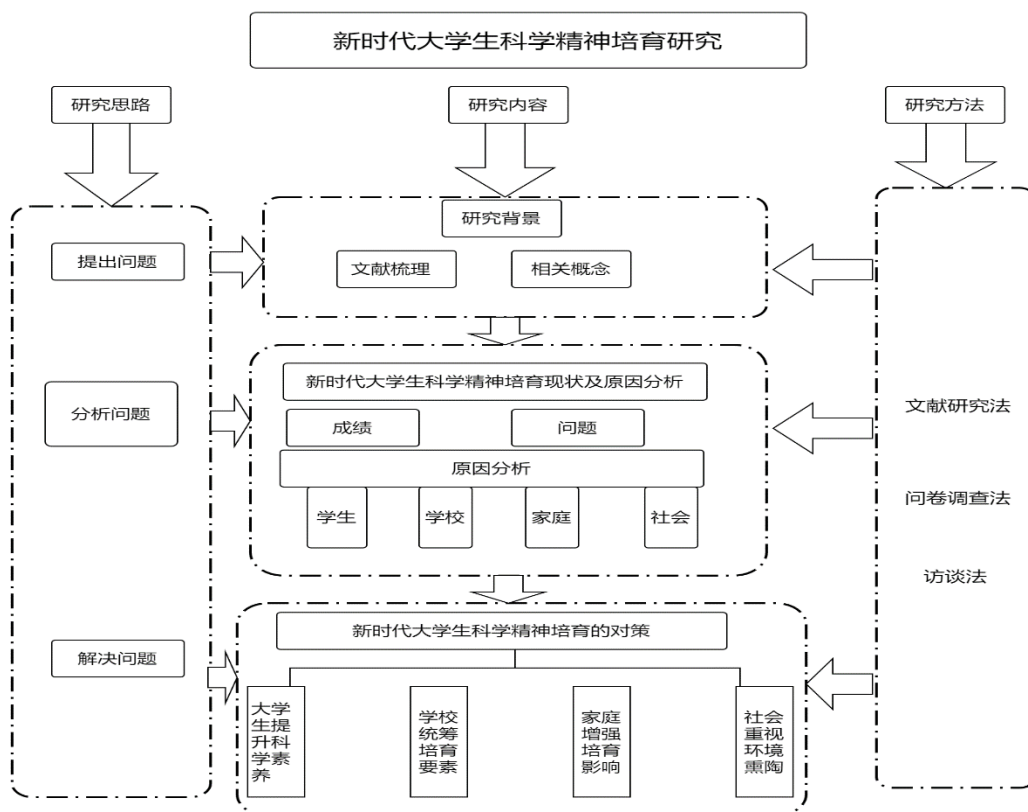 新时代大学生科学精神培育研究
研究思路
研究内容
研究方法
研究背景
提出问题
文献梳理
相关概念
新时代大学生科学精神培育现状及原因分析
分析问题
成绩
问题
文献研究法
原因分析
问卷调查法
学生
学校
家庭
社会
访谈法
新时代大学生科学精神培育的对策
解决问题
大学
生提
升科
学素
养
学校
统筹
培育
要素
家庭
增强
培育
影响
社会
重视
环境
熏陶